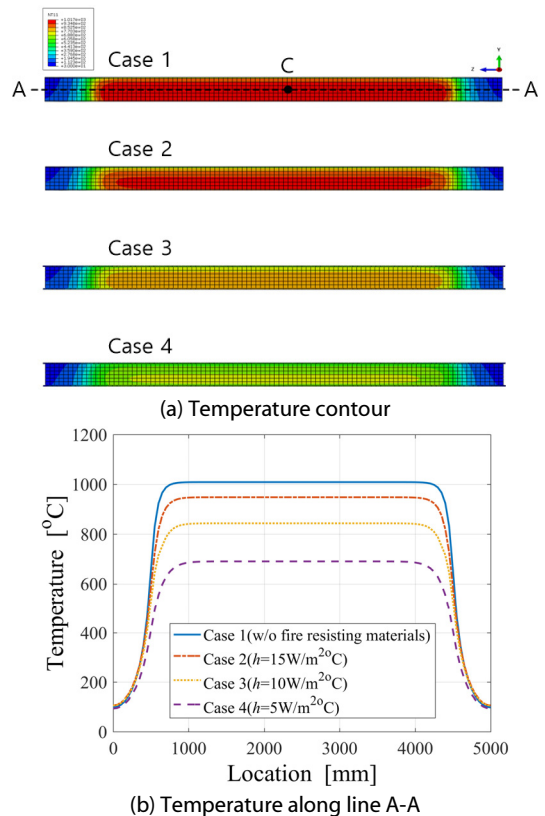 NT11
Case 1
C
A
A
Y
Z
Case 2
Case 3
Case 4
(a) Temperature contour
1200
1000
800
600
400
200
0
Temperature [°C]
Case 1(w/o fire resisting materials)
Case 2(h=15W/m²°C)
Case 3(h=10W/m²°C)
Case 4(h=5W/m²°C)
0 1000 2000 3000 4000 5000
Location [mm]
(b) Temperature along line A-A